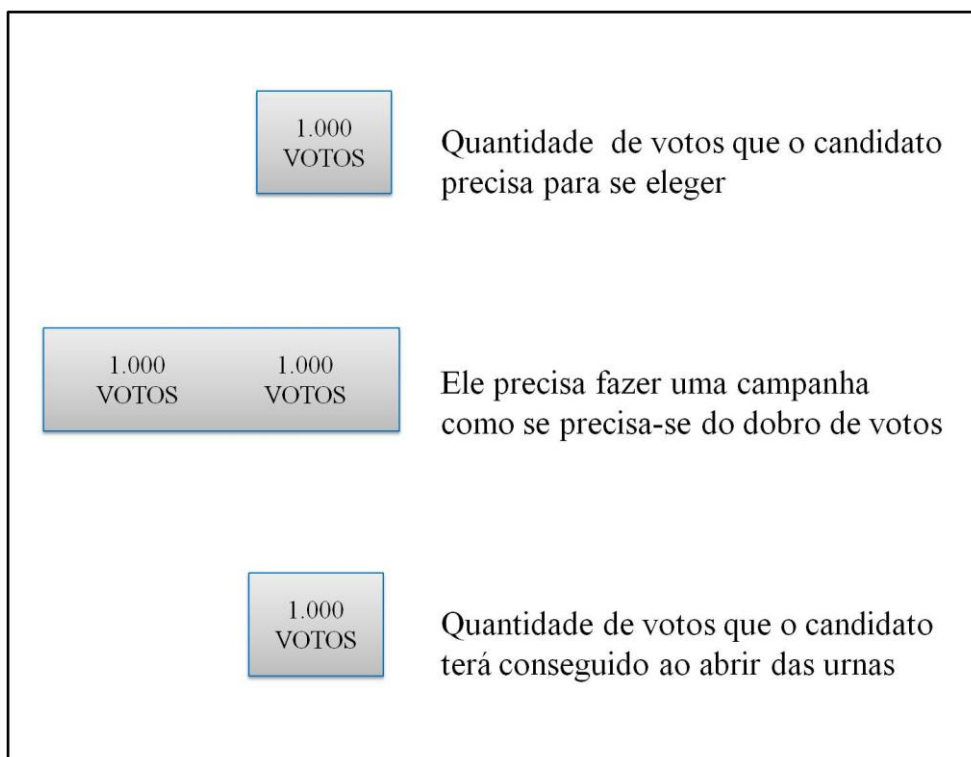 1.000
VOTOS
Quantidade de votos que o candidato
precisa para se eleger
1.000
VOTOS
1.000
VOTOS
Ele precisa fazer uma campanha
como se precisa-se do dobro de votos
1.000
VOTOS
Quantidade de votos que o candidato
terá conseguido ao abrir das urnas